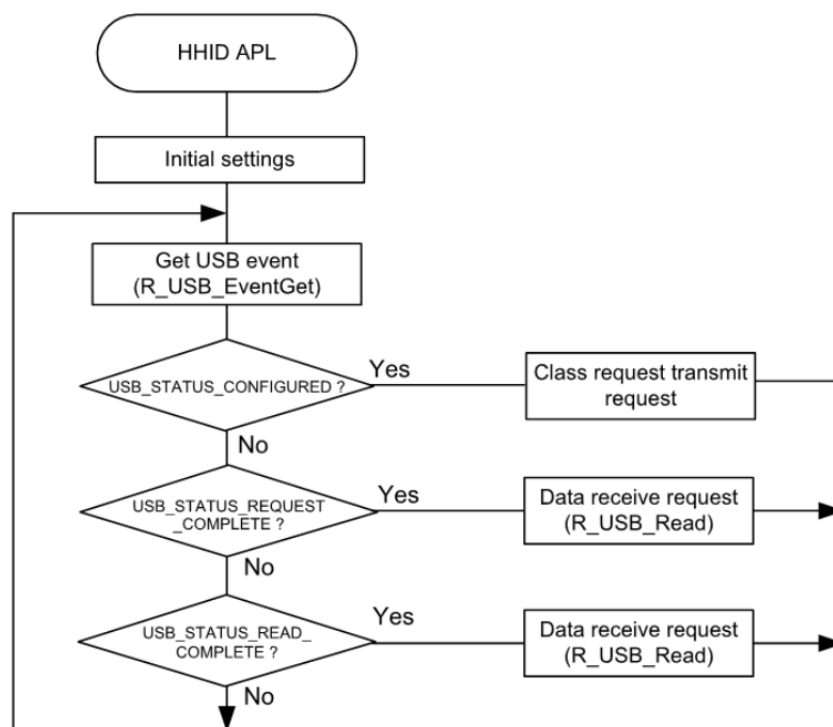 HHID APL
Initial settings
Get USB event
(R_USB_EventGet)
USB_STATUS_CONFIGURED ?
Yes
Class request transmit
request
No
USB_STATUS_REQUEST
_COMPLETE ?
Yes
Data receive request
(R_USB_Read)
No
USB_STATUS_READ_
COMPLETE ?
Yes
Data receive request
(R_USB_Read)
No